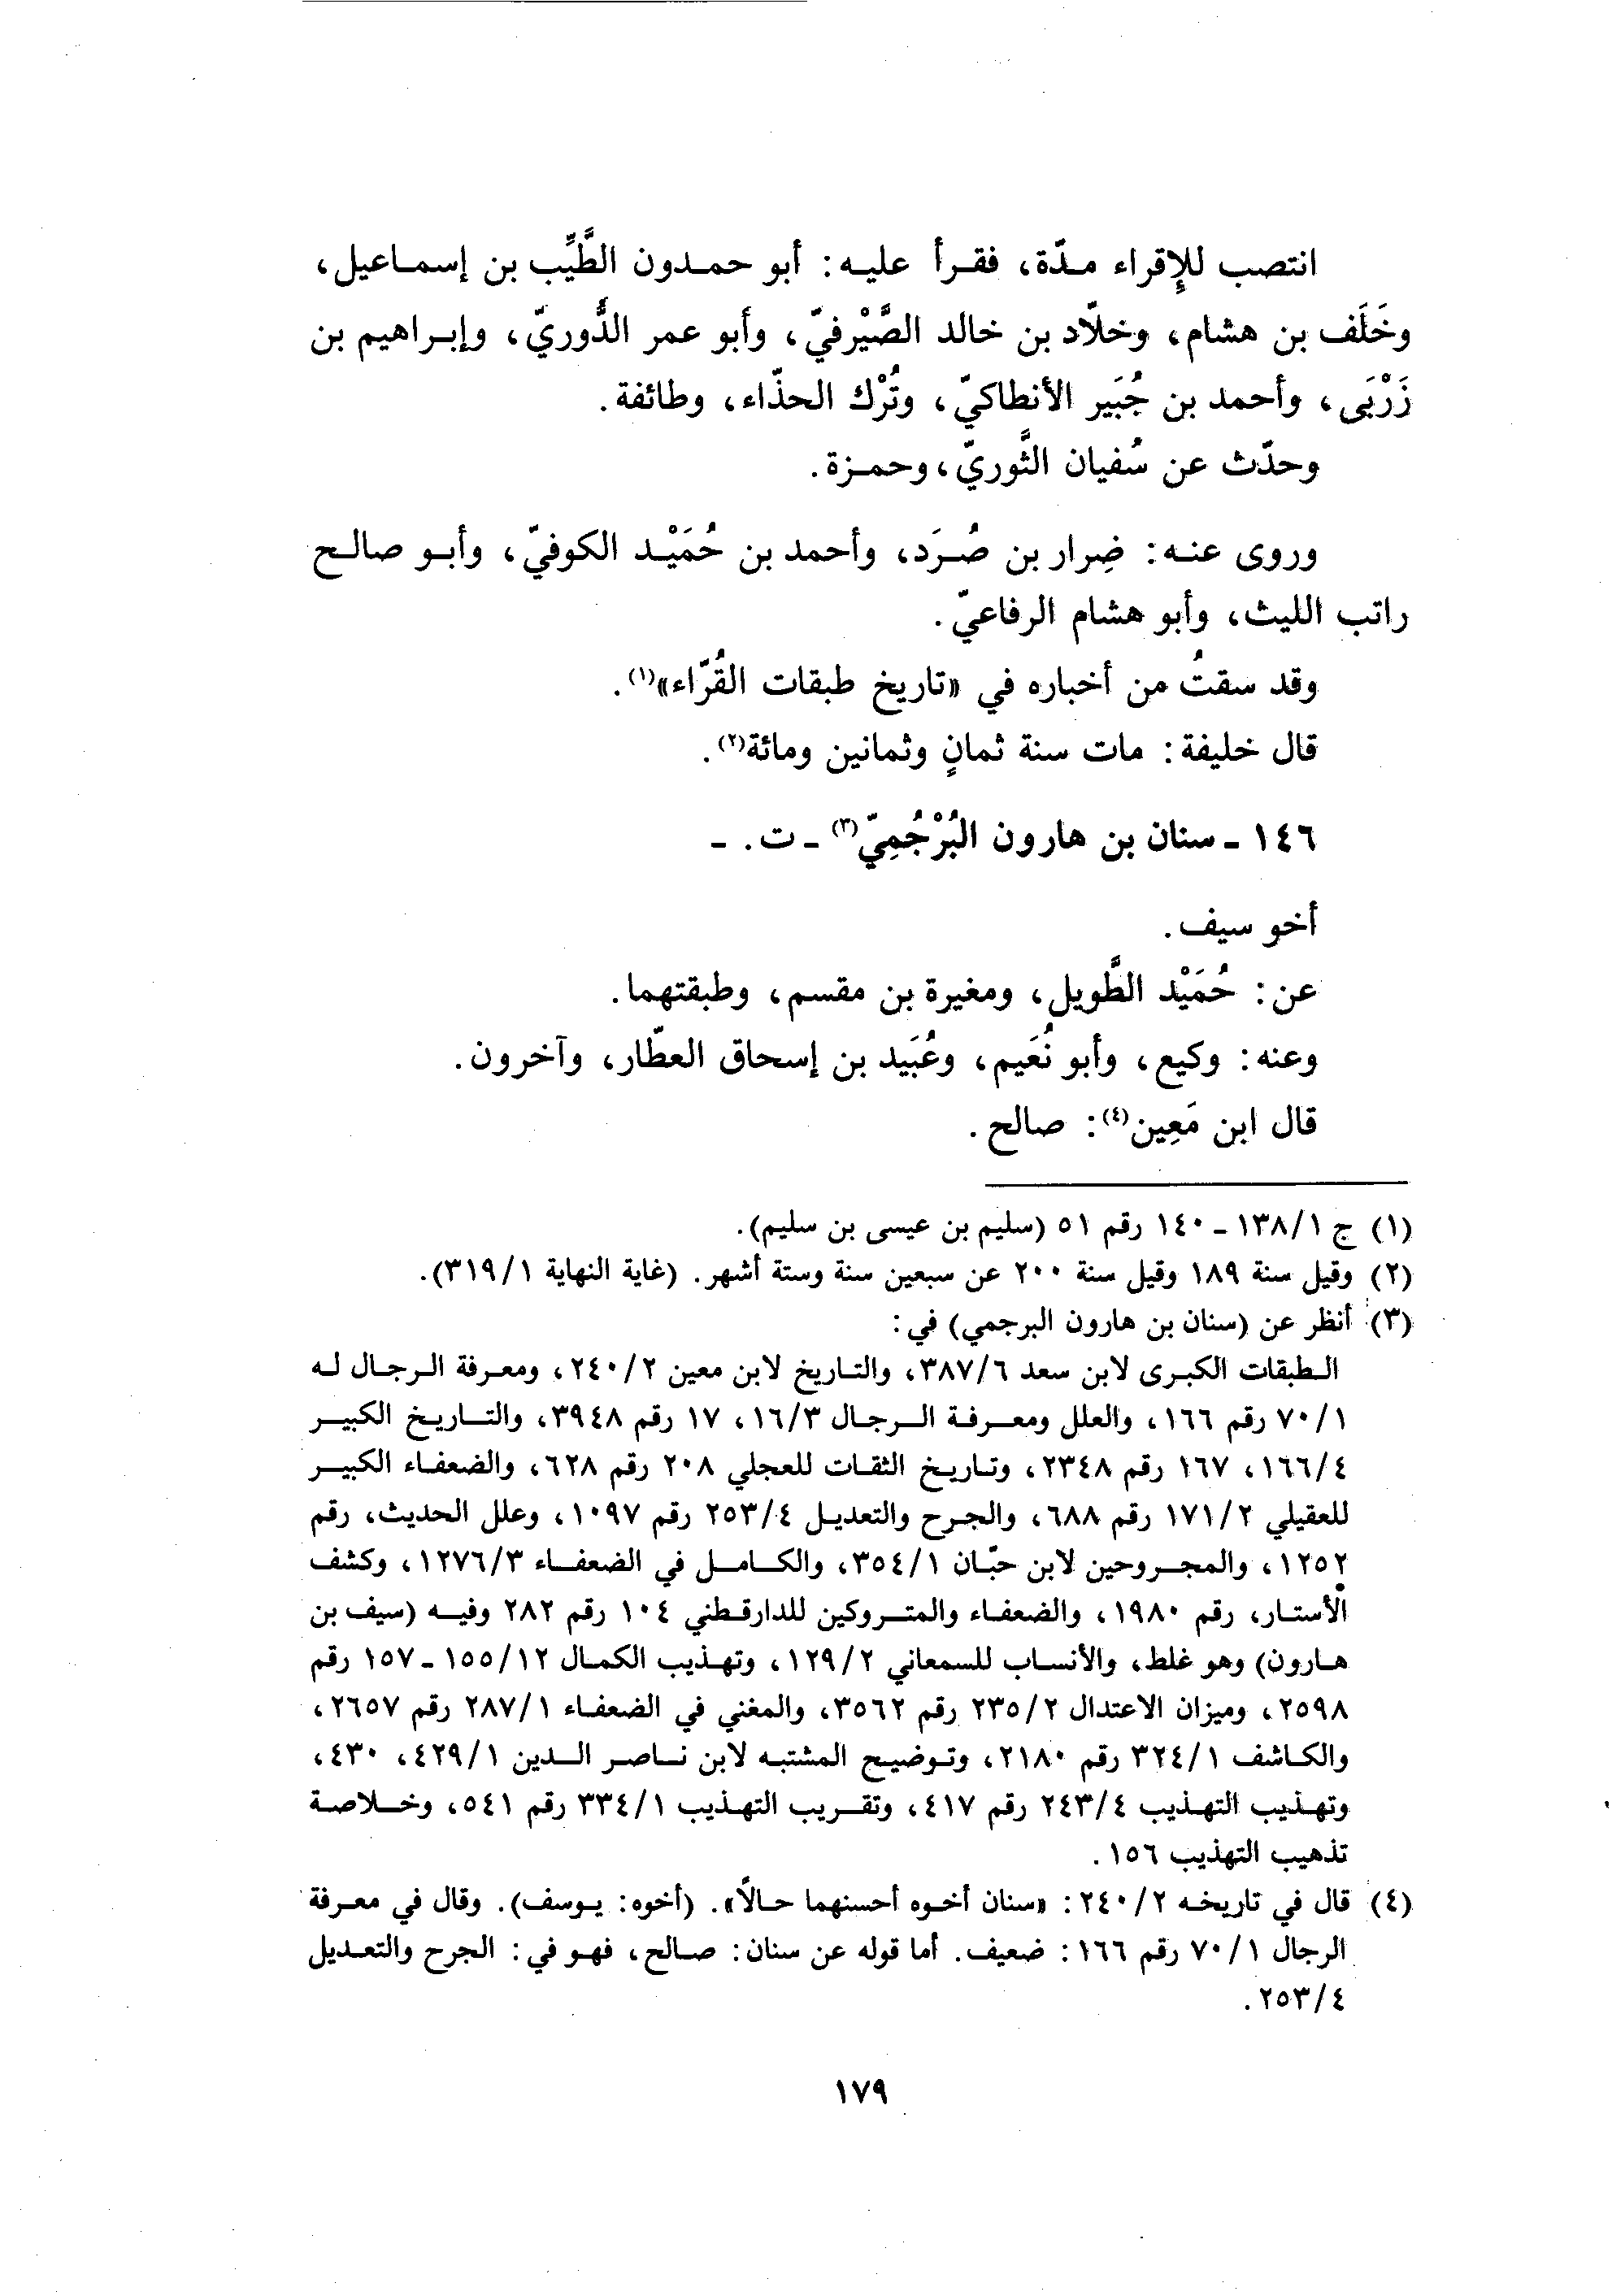 انتصب للإِقراء مدّة، فقرأ عليه: أبو حمدون الطَّيِّب بن إسماعيل،
وخَلَف بن هشام، وخلّاد بن خالد الصَّيْرفيّ، وأبو عمر الدُّوريّ، وإبراهيم بن
زَرْبَى، وأحمد بن جُبَير الأنطاكيّ، وتُرْك الحذّاء، وطائفة.
وحدّث عن سُفيان الثَّوريّ، وحمزة.
وروى عنه: ضِرار بن صُرَد، وأحمد بن حُمَيْد الكوفيّ، وأبو صالح
راتب الليث، وأبو هشام الرفاعيّ.
وقد سقتُ من أخباره في «تاريخ طبقات القُرّاء»(١).
قال خليفة: مات سنة ثمانٍ وثمانين ومائة(٢).
١٤٦ - سنان بن هارون البُرْجُمِيّ(٣) - ت. -
أخو سيف.
عن: حُمَيْد الطَّويل، ومغيرة بن مقسم، وطبقتهما.
وعنه: وكيع، وأبو نُعَيم، وعُبَيد بن إسحاق العطّار، وآخرون.
قال ابن مَعِين(٤): صالح.
(١) ج ١/١٣٨ - ١٤٠ رقم ٥١ (سليم بن عيسى بن سليم).
(٢) وقيل سنة ١٨٩ وقيل سنة ٢٠٠ عن سبعين سنة وستة أشهر. (غاية النهاية ١/٣١٩).
(٣) أنظر عن (سنان بن هارون البرجمي) في:
الطبقات الكبرى لابن سعد ٦/٣٨٧، والتاريخ لابن معين ٢/٢٤٠، ومعرفة الرجال له
١/٧٠ رقم ١٦٦، والعلل ومعرفة الرجال ٣/١٦، ١٧ رقم ٣٩٤٨، والتاريخ الكبير
٤/١٦٦، ١٦٧ رقم ٢٣٤٨، وتاريخ الثقات للعجلي ٢٠٨ رقم ٦٢٨، والضعفاء الكبير
للعقيلي ٢/١٧١ رقم ٦٨٨، والجرح والتعديل ٤/٢٥٣ رقم ١٠٩٧، وعلل الحديث، رقم
١٢٥٢، والمجروحين لابن حبّان ١/٣٥٤، والكامل في الضعفاء ٣/١٢٧٦، وكشف
الأستار، رقم ١٩٨٠، والضعفاء والمتروكين للدارقطني ١٠٤ رقم ٢٨٢ وفيه (سيف بن
هارون) وهو غلط، والأنساب للسمعاني ٢/١٢٩، وتهذيب الكمال ١٢/١٥٥ - ١٥٧ رقم
٢٥٩٨، وميزان الاعتدال ٢/٢٣٥ رقم ٣٥٦٢، والمغني في الضعفاء ١/٢٨٧ رقم ٢٦٥٧،
والكاشف ١/٣٢٤ رقم ٢١٨٠، وتوضيح المشتبه لابن ناصر الدين ١/٤٢٩، ٤٣٠،
وتهذيب التهذيب ٤/٢٤٣ رقم ٤١٧، وتقريب التهذيب ١/٣٣٤ رقم ٥٤١، وخلاصة
تذهيب التهذيب ١٥٦.
(٤) قال في تاريخه ٢/٢٤٠: «سنان أخوه أحسنهما حالاً». (أخوه: يوسف). وقال في معرفة
الرجال ١/٧٠ رقم ١٦٦: ضعيف. أما قوله عن سنان: صالح، فهو في: الجرح والتعديل
٤/٢٥٣.
١٧٩